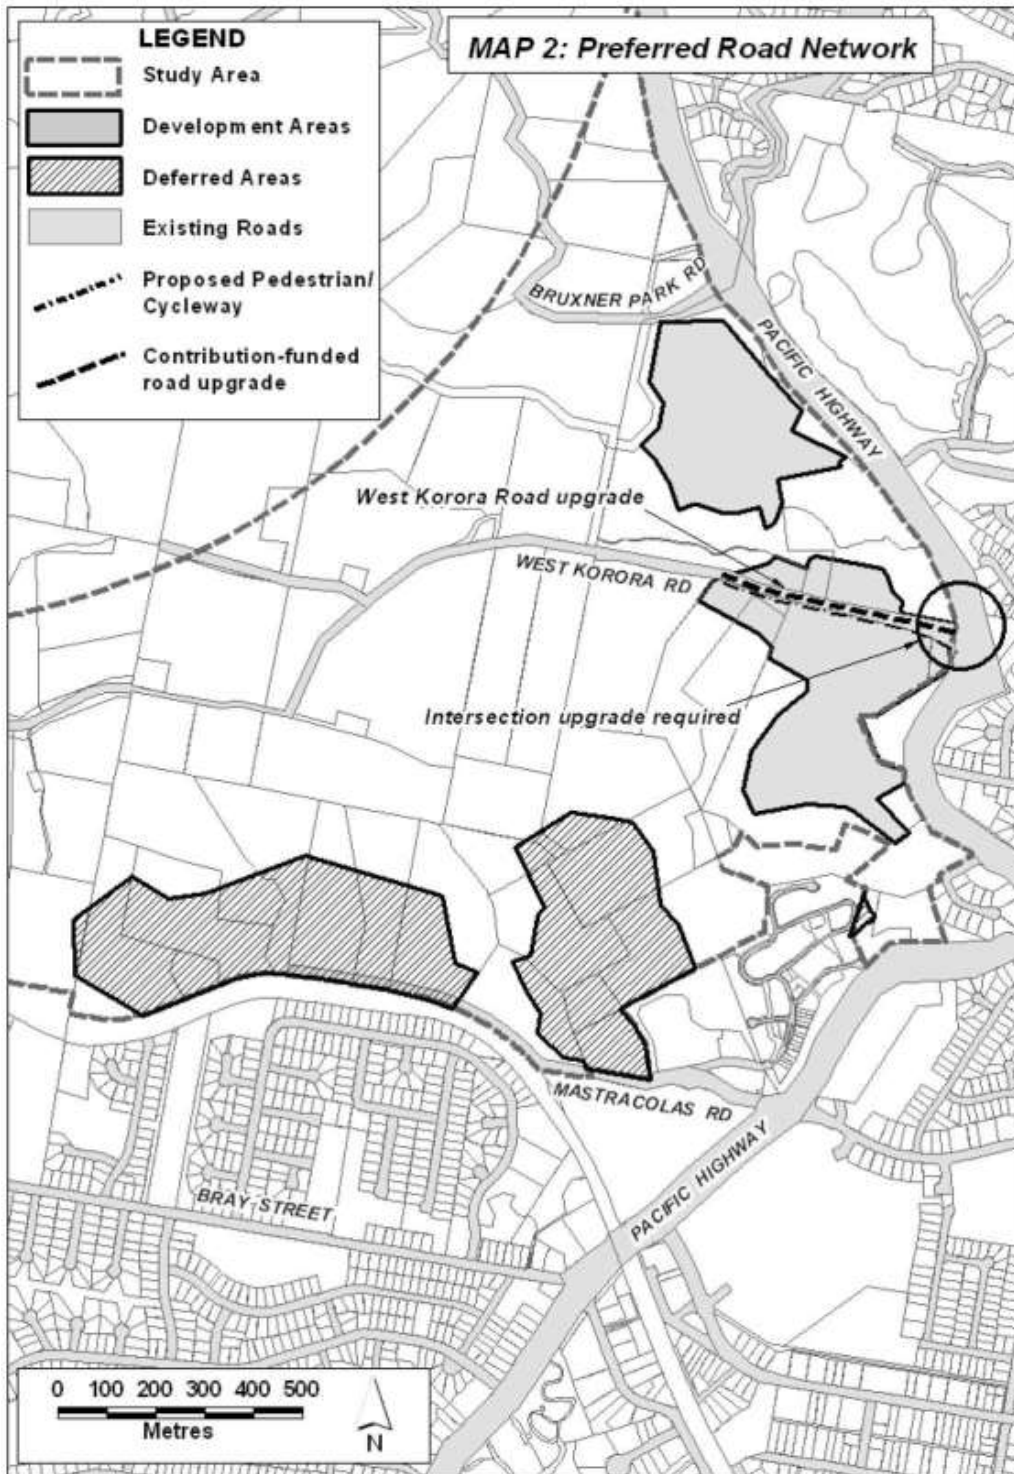 LEGEND
Study Area
Development Areas
Deferred Areas
Existing Roads
Proposed Pedestrian/
Cycleway
Contribution-funded
road upgrade
MAP 2: Preferred Road Network
BRUXNER PARK RD
PACIFIC HIGHWAY
West Korora Road upgrade
WEST KORORA RD
Intersection upgrade required
MASTRACOLAS RD
PACIFIC HIGHWAY
BRAY STREET
0 100 200 300 400 500
Metres
N